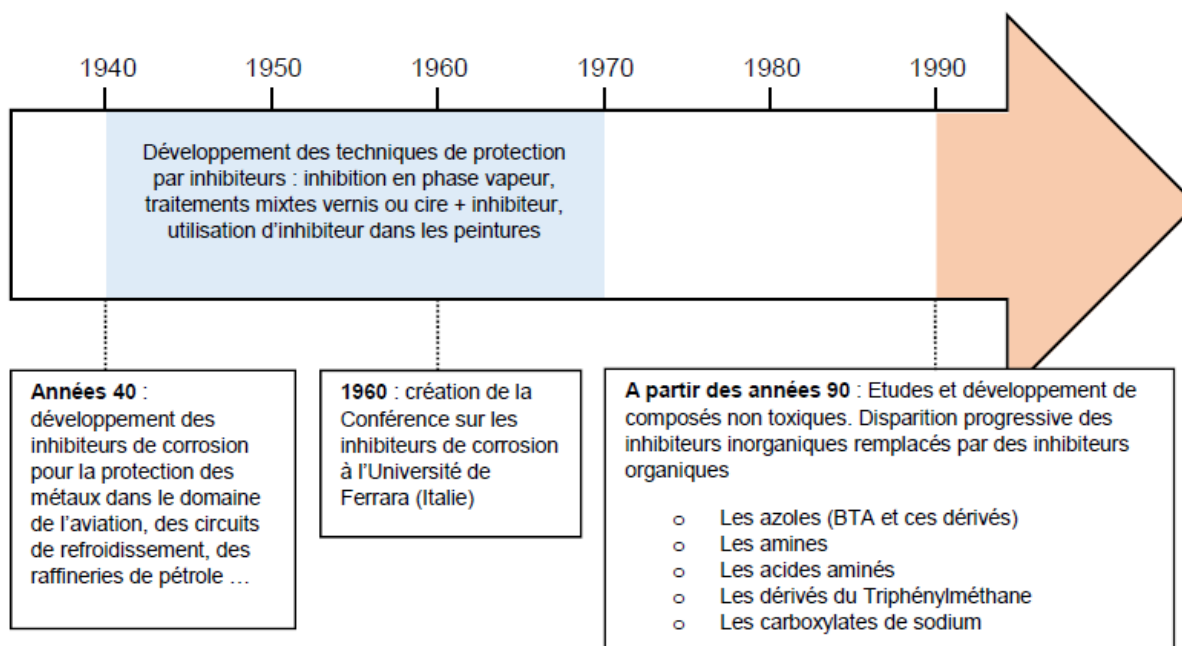 1940 1950 1960 1970 1980 1990
Développement des techniques de protection
par inhibiteurs : inhibition en phase vapeur,
traitements mixtes vernis ou cire + inhibiteur,
utilisation d'inhibiteur dans les peintures
Années 40 :
développement des
inhibiteurs de corrosion
pour la protection des
métaux dans le domaine
de l'aviation, des circuits
de refroidissement, des
raffineries de pétrole …
1960 : création de la
Conférence sur les
inhibiteurs de corrosion
à l'Université de
Ferrara (Italie)
A partir des années 90 : Etudes et développement de
composés non toxiques. Disparition progressive des
inhibiteurs inorganiques remplacés par des inhibiteurs
organiques
o Les azoles (BTA et ces dérivés)
o Les amines
o Les acides aminés
o Les dérivés du Triphénylméthane
o Les carboxylates de sodium